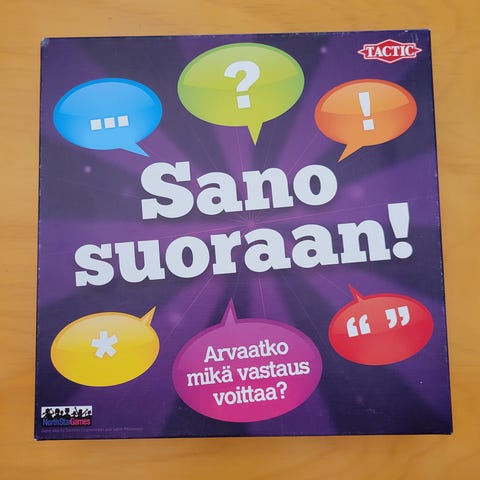 TACTIC
...
?
!
Sano
suoraan!
*
Arvaatko
mikä vastaus
voittaa?
“ ”
NorthStarGames